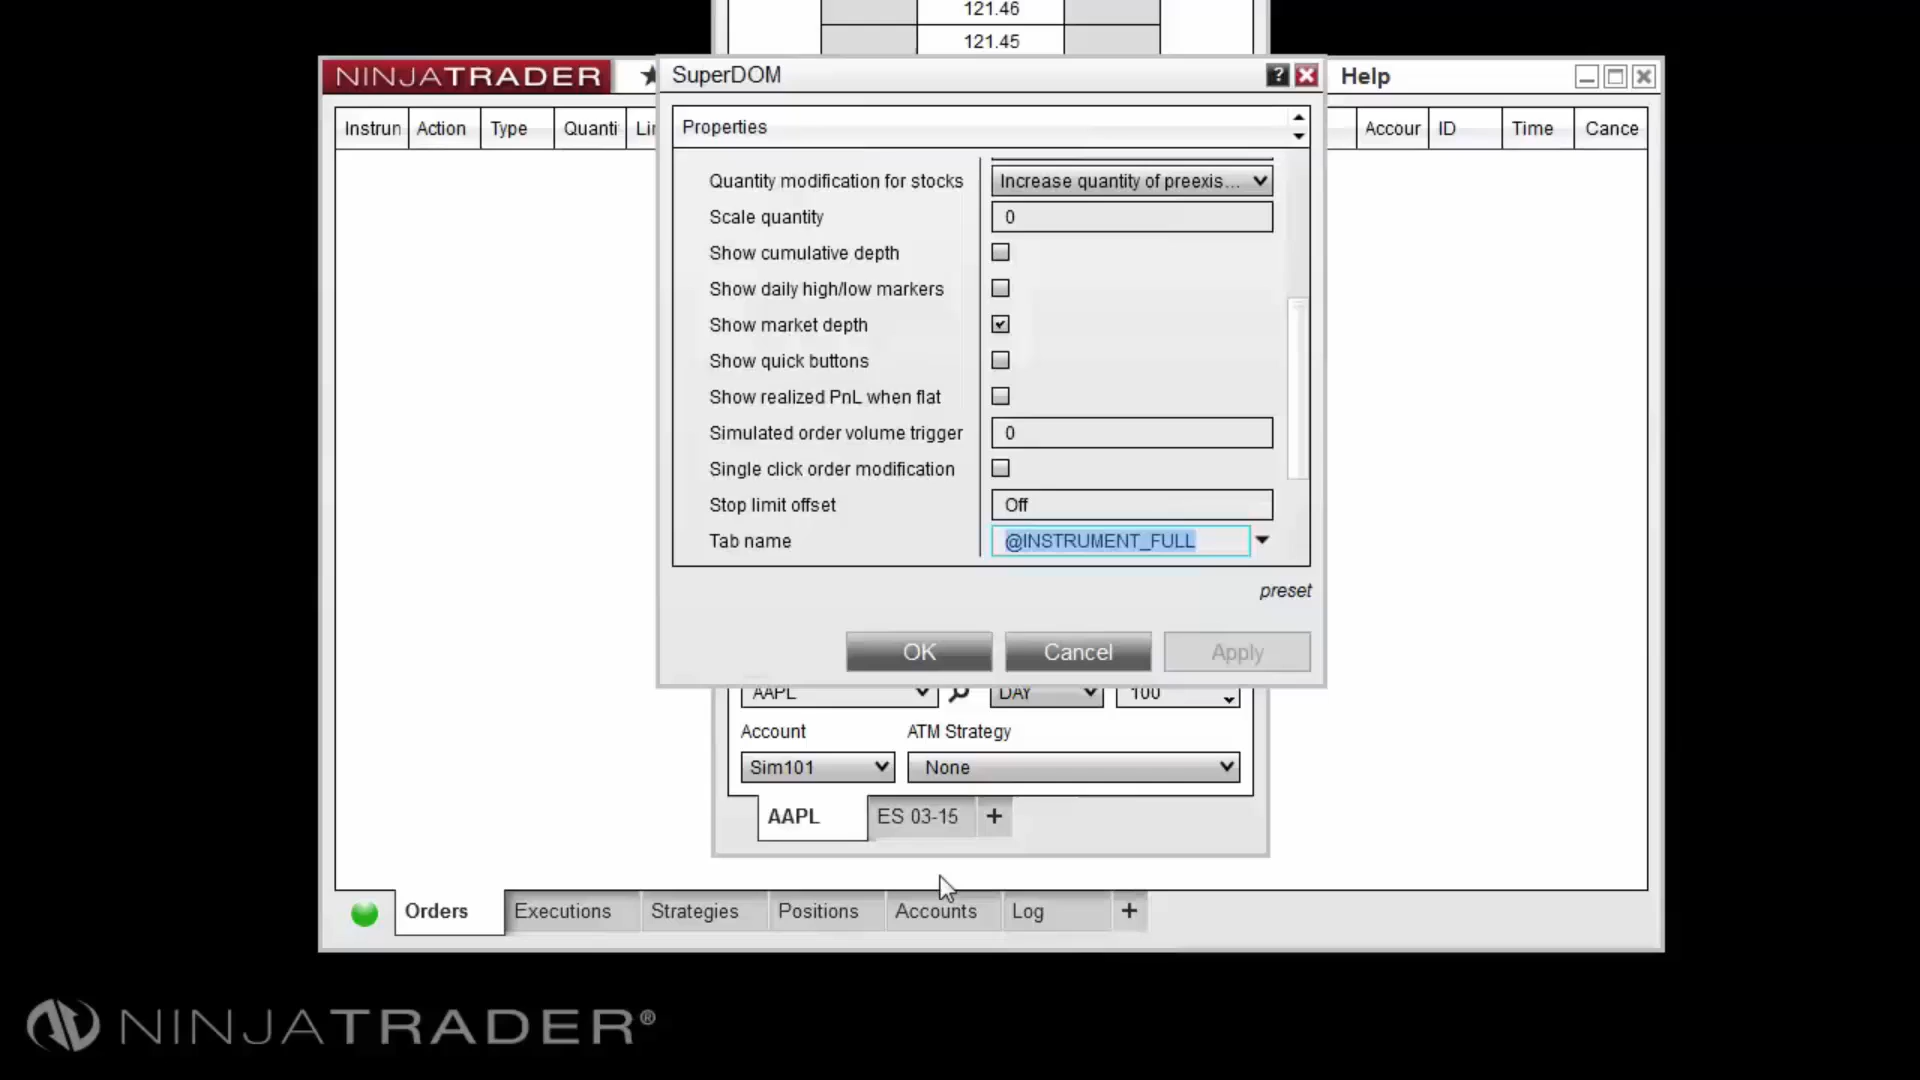 121.46
121.45
NINJATRADER
SuperDOM
?
Help
Instrun
Action
Type
Quanti
Lir
Accour
ID
Time
Cance
Properties
Quantity modification for stocks
Increase quantity of preexis...
Scale quantity
0
Show cumulative depth
Show daily high/low markers
Show market depth
Show quick buttons
Show realized PnL when flat
Simulated order volume trigger
0
Single click order modification
Stop limit offset
Off
Tab name
@INSTRUMENT_FULL
preset
OK
Cancel
Apply
AAPL
DAY
100
Account
ATM Strategy
Sim101
None
AAPL
ES 03-15
+
Orders
Executions
Strategies
Positions
Accounts
Log
+
NINJATRADER®